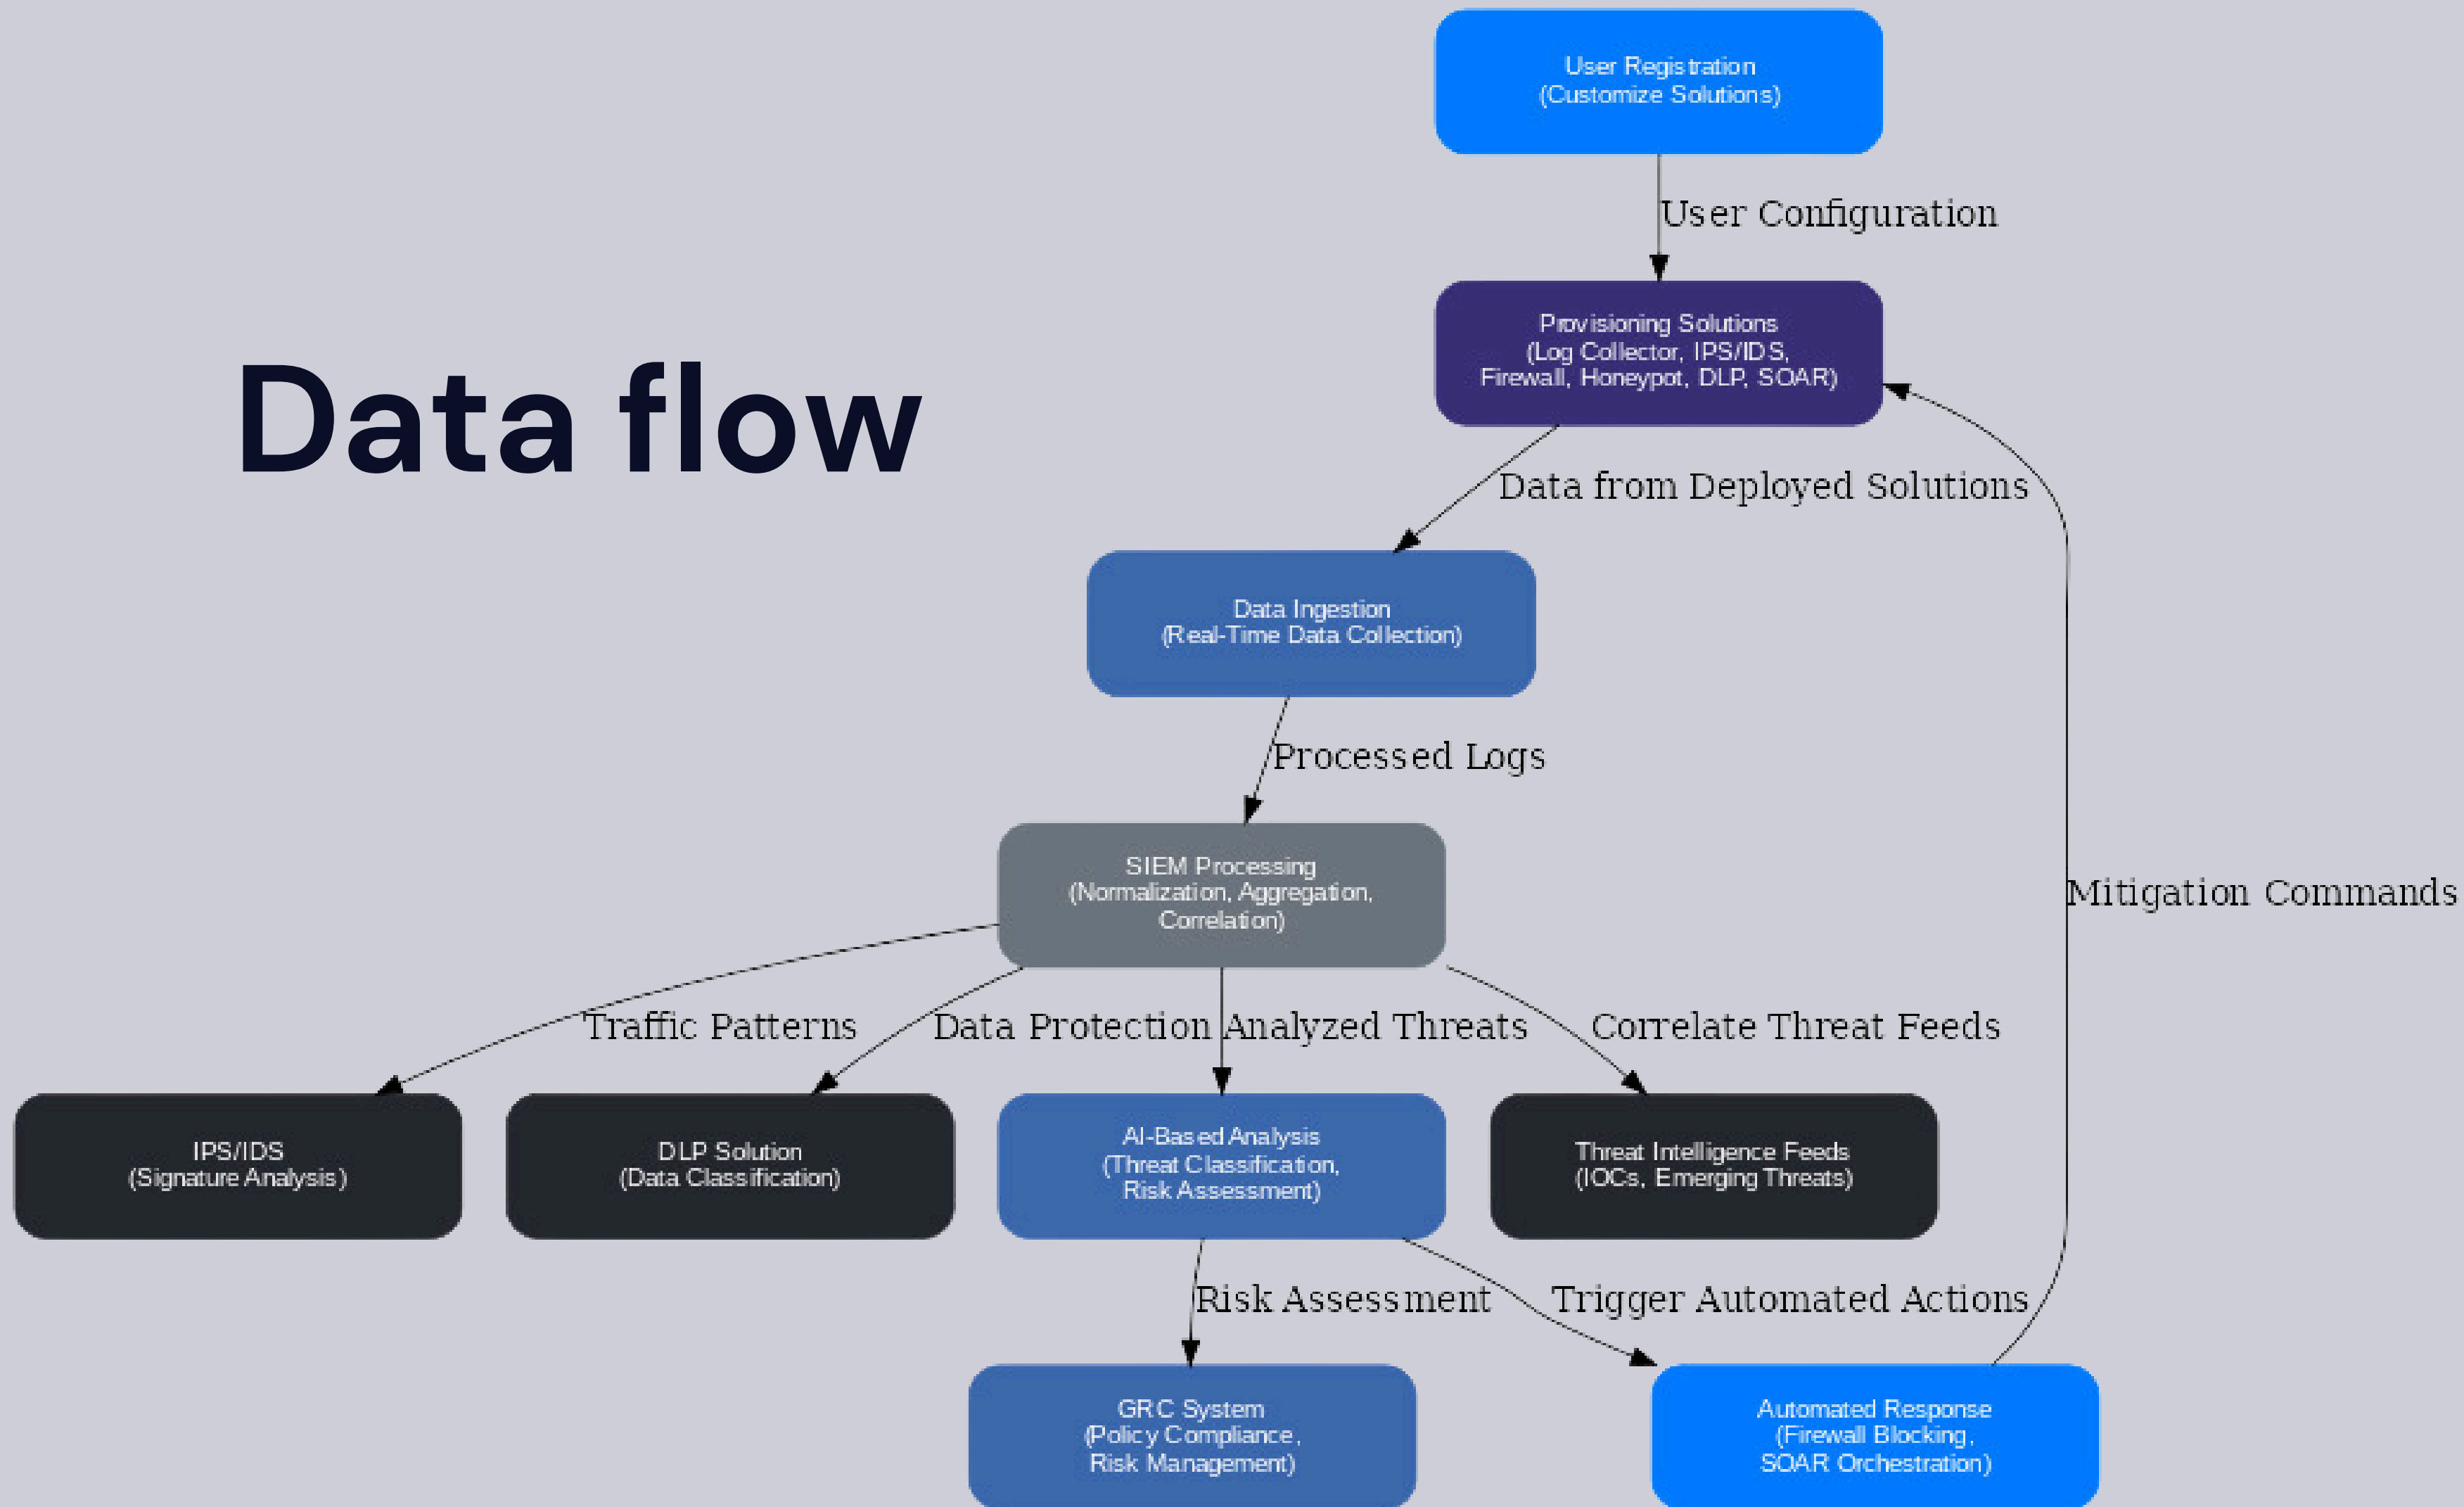 User Registration
(Customize Solutions)
User Configuration
Provisioning Solutions
(Log Collector, IPS/IDS,
Firewall, Honeypot, DLP, SOAR)
Data flow
Data from Deployed Solutions
Data Ingestion
(Real-Time Data Collection)
Processed Logs
SIEM Processing
(Normalization, Aggregation,
Correlation)
Mitigation Commands
Traffic Patterns
Data Protection
Analyzed Threats
Correlate Threat Feeds
IPS/IDS
(Signature Analysis)
DLP Solution
(Data Classification)
AI-Based Analysis
(Threat Classification,
Risk Assessment)
Threat Intelligence Feeds
(IOCs, Emerging Threats)
Risk Assessment
Trigger Automated Actions
GRC System
(Policy Compliance,
Risk Management)
Automated Response
(Firewall Blocking,
SOAR Orchestration)